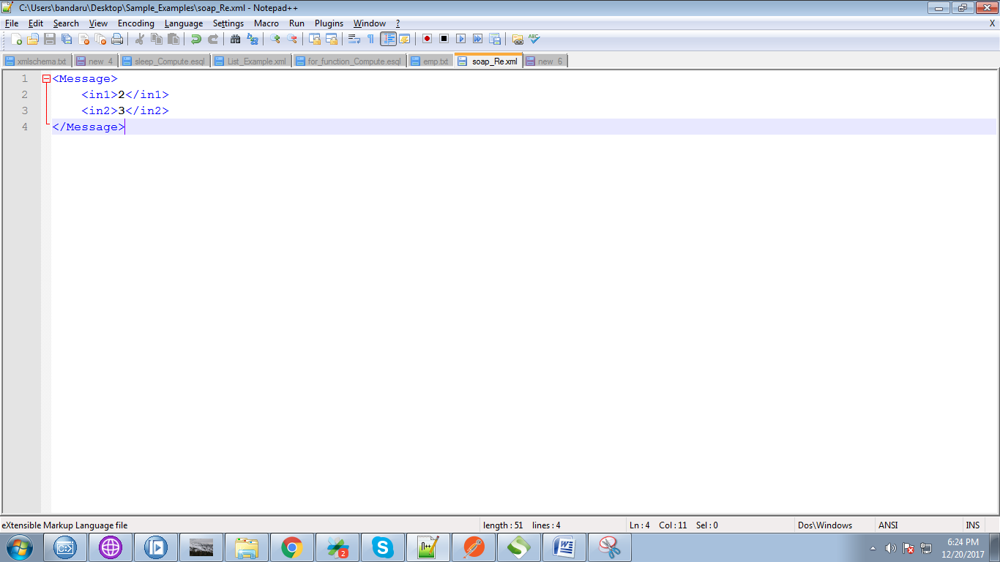 C:\Users\bandaru\Desktop\Sample_Examples\soap_Re.xml - Notepad++
File Edit Search View Encoding Language Settings Macro Run Plugins Window ? X
xmlschema.txt new 4 sleep_Compute.esql List_Example.xml for_function_Compute.esql emp.txt soap_Re.xml new 6
1 <Message>
2 <in1>2</in1>
3 <in2>3</in2>
4 </Message>
eXtensible Markup Language file length : 51 lines : 4 Ln : 4 Col : 11 Sel : 0 Dos\Windows ANSI INS
6:24 PM
12/20/2017